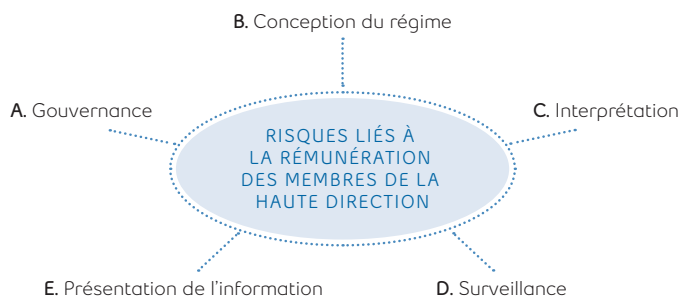 B. Conception du régime
A. Gouvernance
C. Interprétation
RISQUES LIÉS À
LA RÉMUNÉRATION
DES MEMBRES DE LA
HAUTE DIRECTION
E. Présentation de l'information
D. Surveillance